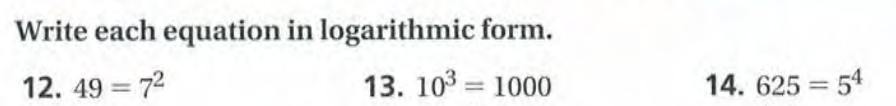 Write each equation in logarithmic form.
12. 49 = 7² 13. 10³ = 1000 14. 625 = 5⁴